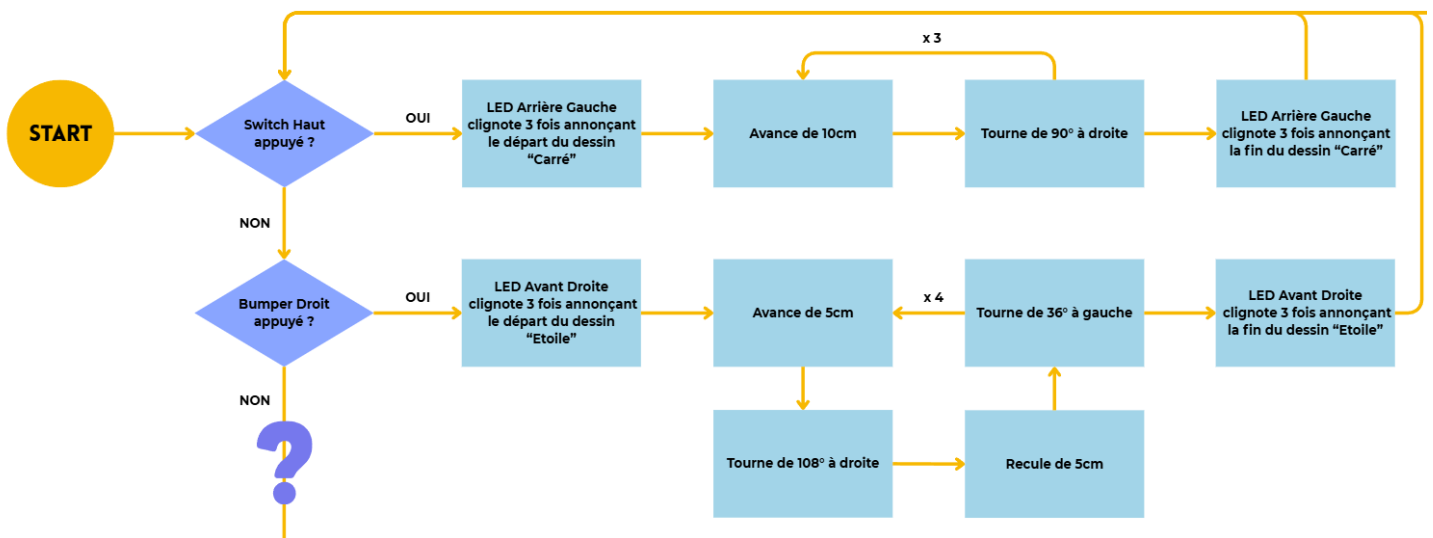 x 3
START
Switch Haut
appuyé ?
OUI
LED Arrière Gauche
clignote 3 fois annonçant
le départ du dessin
“Carré”
Avance de 10cm
Tourne de 90° à droite
LED Arrière Gauche
clignote 3 fois annonçant
la fin du dessin “Carré”
NON
Bumper Droit
appuyé ?
OUI
LED Avant Droite
clignote 3 fois annonçant
le départ du dessin
“Etoile”
Avance de 5cm
x 4
Tourne de 36° à gauche
LED Avant Droite
clignote 3 fois annonçant
la fin du dessin “Etoile”
NON
?
Tourne de 108° à droite
Recule de 5cm